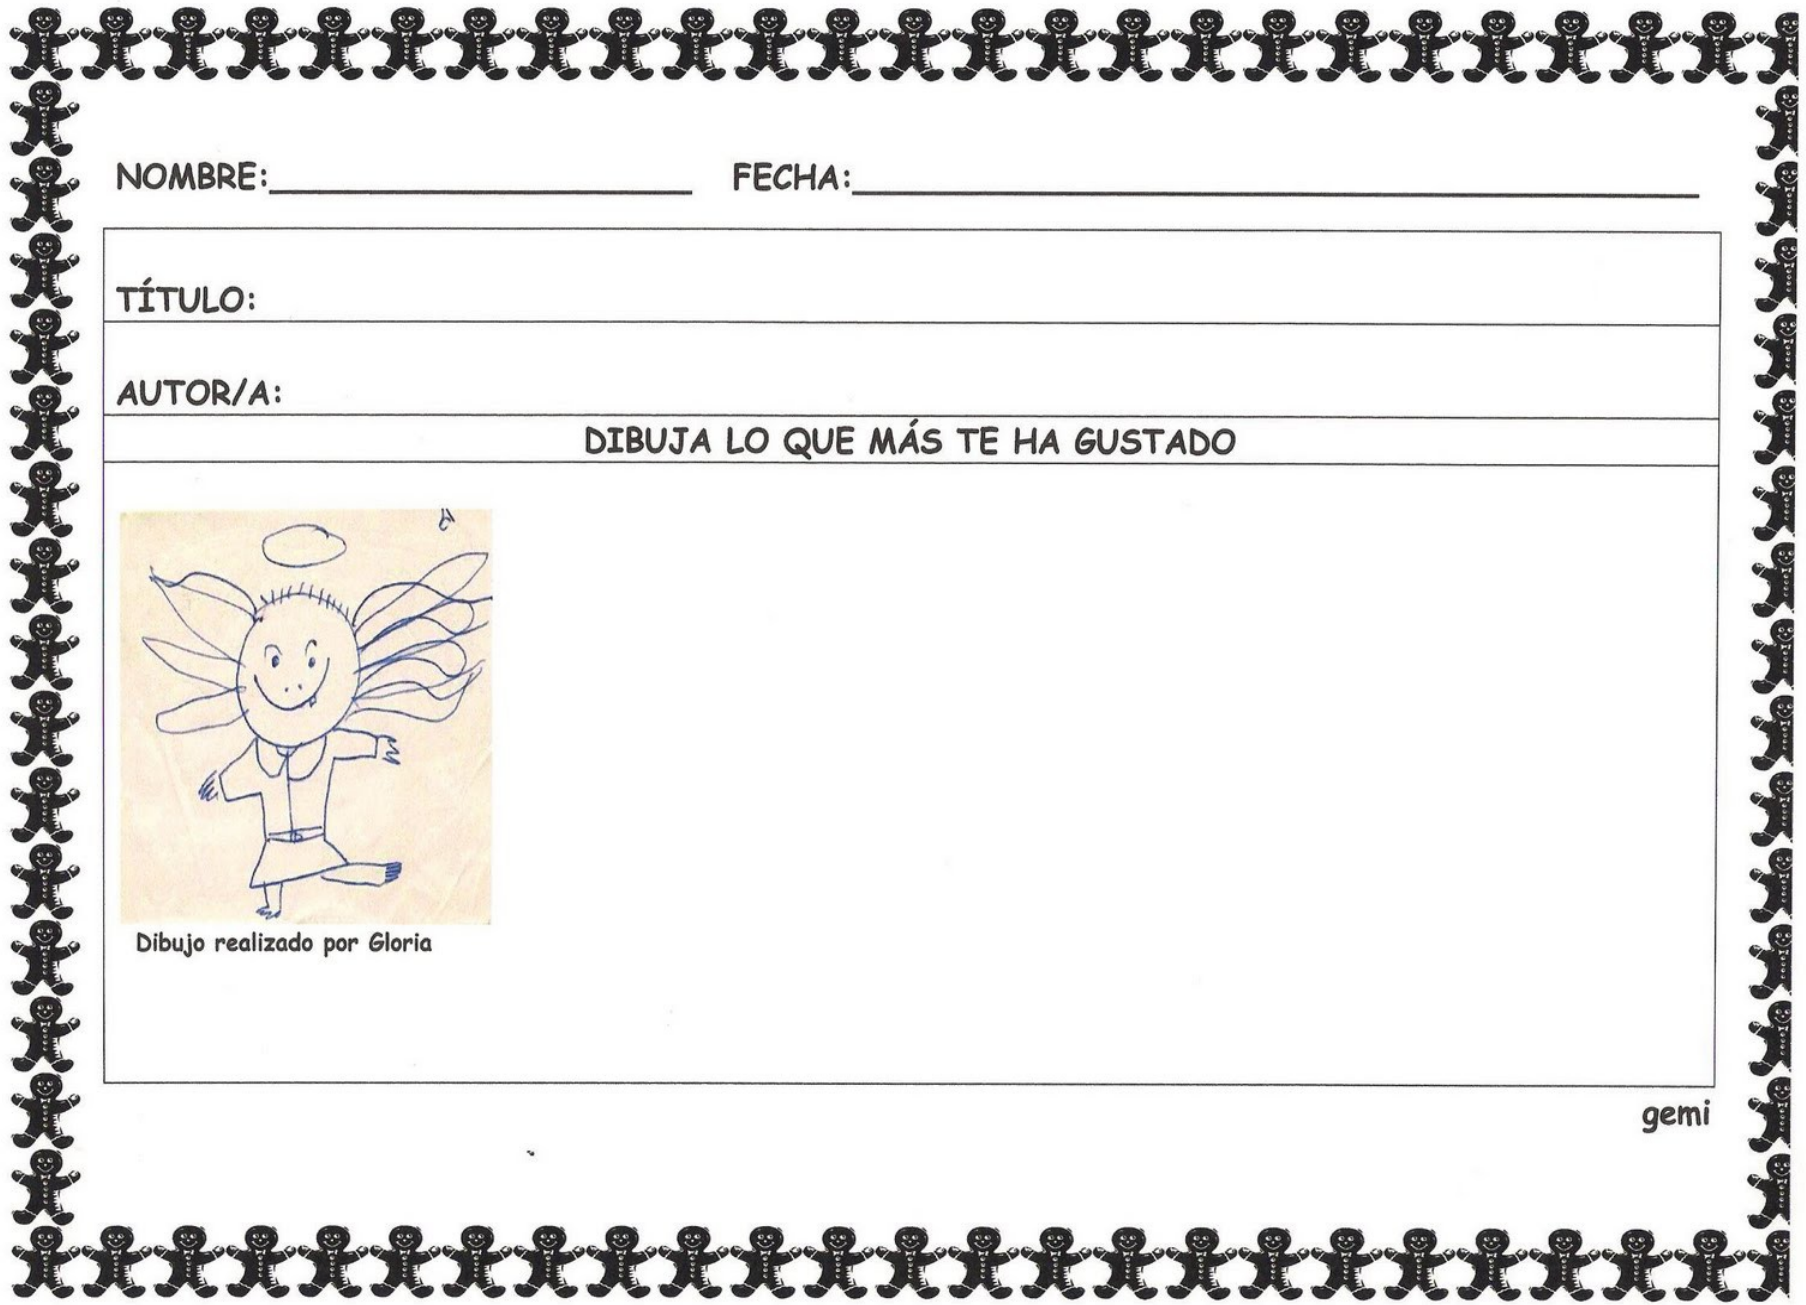 NOMBRE: FECHA:
TÍTULO:
AUTOR/A:
DIBUJA LO QUE MÁS TE HA GUSTADO
Dibujo realizado por Gloria
gemi